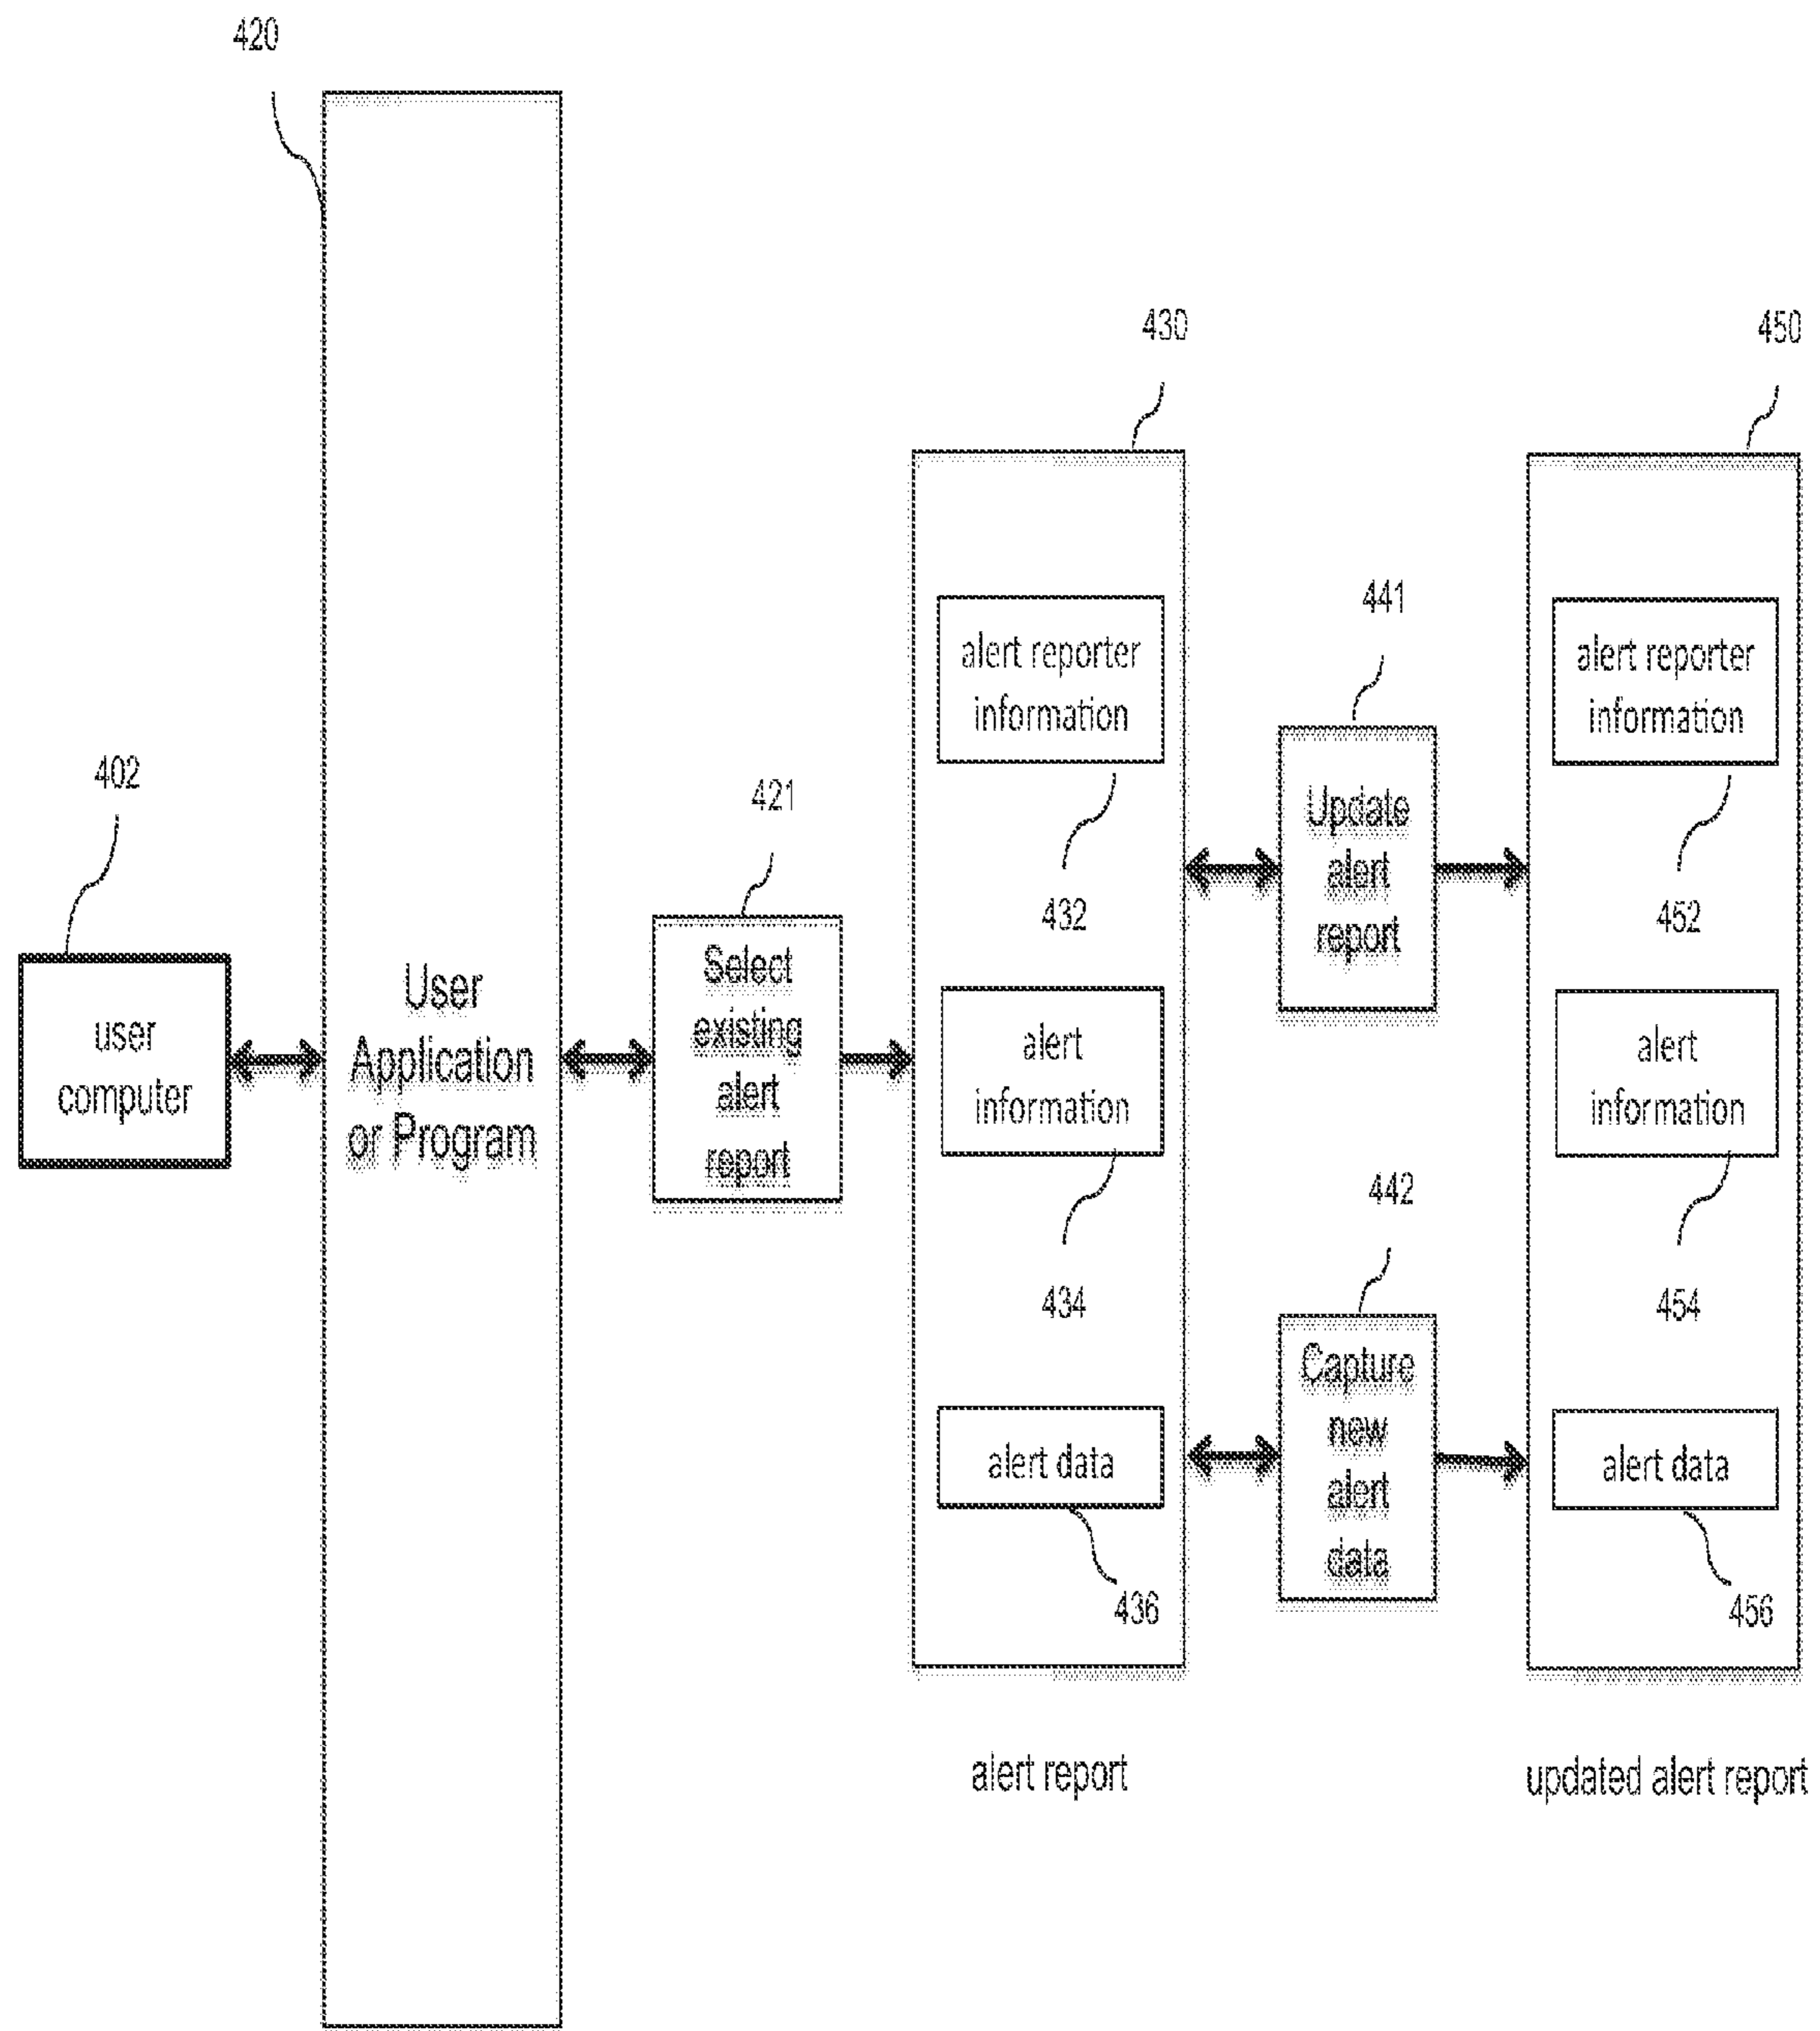 420
430
450
441
alert reporter
information
alert reporter
information
402
421
Update
alert
report
432
452
Select
existing
alert
report
User
Application
or Program
user
computer
alert
information
alert
information
442
434
454
Capture
new
alert
data
alert data
alert data
436
456
alert report
updated alert report